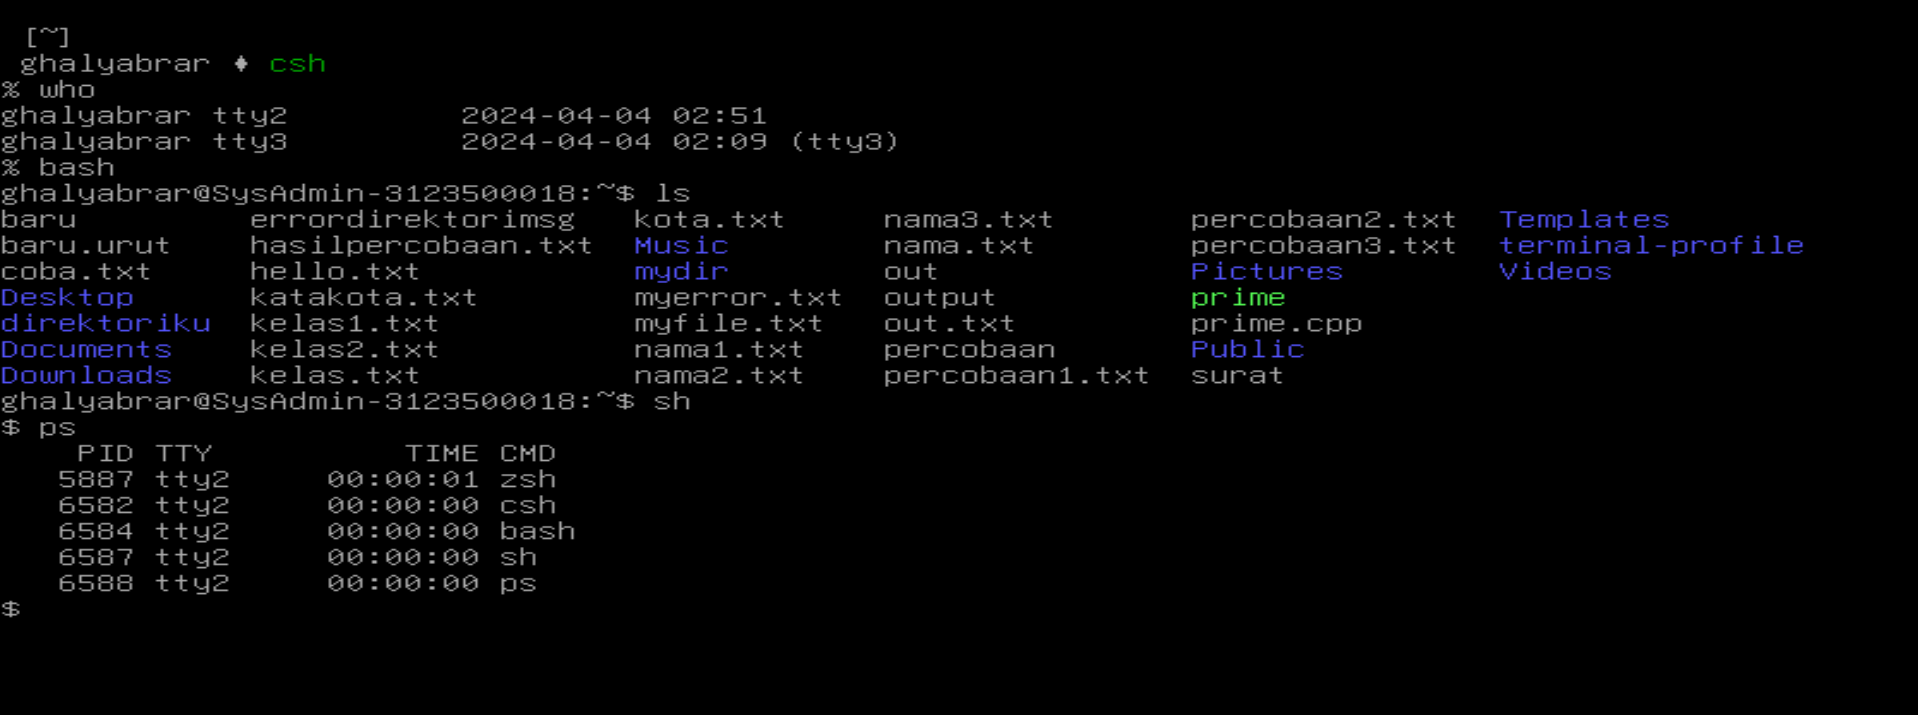 [~]
ghalyabrar ♦ csh
% who
ghalyabrar tty2         2024-04-04 02:51
ghalyabrar tty3         2024-04-04 02:09 (tty3)
% bash
ghalyabrar@SysAdmin-3123500018:~$ ls
baru         errordirektorimsg   kota.txt     nama3.txt       percobaan2.txt  Templates
baru.urut    hasilpercobaan.txt  Music        nama.txt        percobaan3.txt  terminal-profile
coba.txt     hello.txt           mydir        out             Pictures        Videos
Desktop      katakota.txt        myerror.txt  output          prime
direktoriku  kelas1.txt          myfile.txt   out.txt         prime.cpp
Documents    kelas2.txt          nama1.txt    percobaan       Public
Downloads    kelas.txt           nama2.txt    percobaan1.txt  surat
ghalyabrar@SysAdmin-3123500018:~$ sh
$ ps
    PID TTY          TIME CMD
   5887 tty2     00:00:01 zsh
   6582 tty2     00:00:00 csh
   6584 tty2     00:00:00 bash
   6587 tty2     00:00:00 sh
   6588 tty2     00:00:00 ps
$